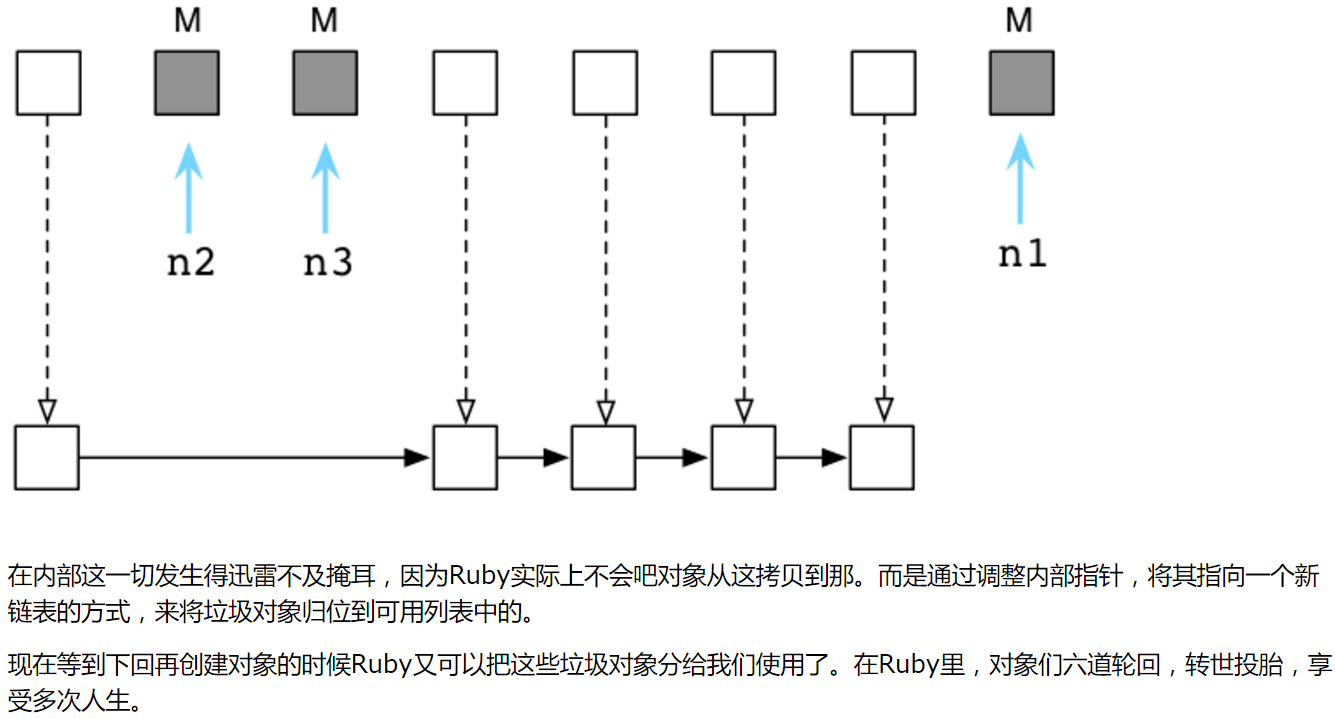 M M M
n2 n3 n1
在内部这一切发生得迅雷不及掩耳，因为Ruby实际上不会吧对象从这拷贝到那。而是通过调整内部指针，将其指向一个新
链表的方式，来将垃圾对象归位到可用列表中的。
现在等到下回再创建对象的时候Ruby又可以把这些垃圾对象分给我们使用了。在Ruby里，对象们六道轮回，转世投胎，享
受多次人生。